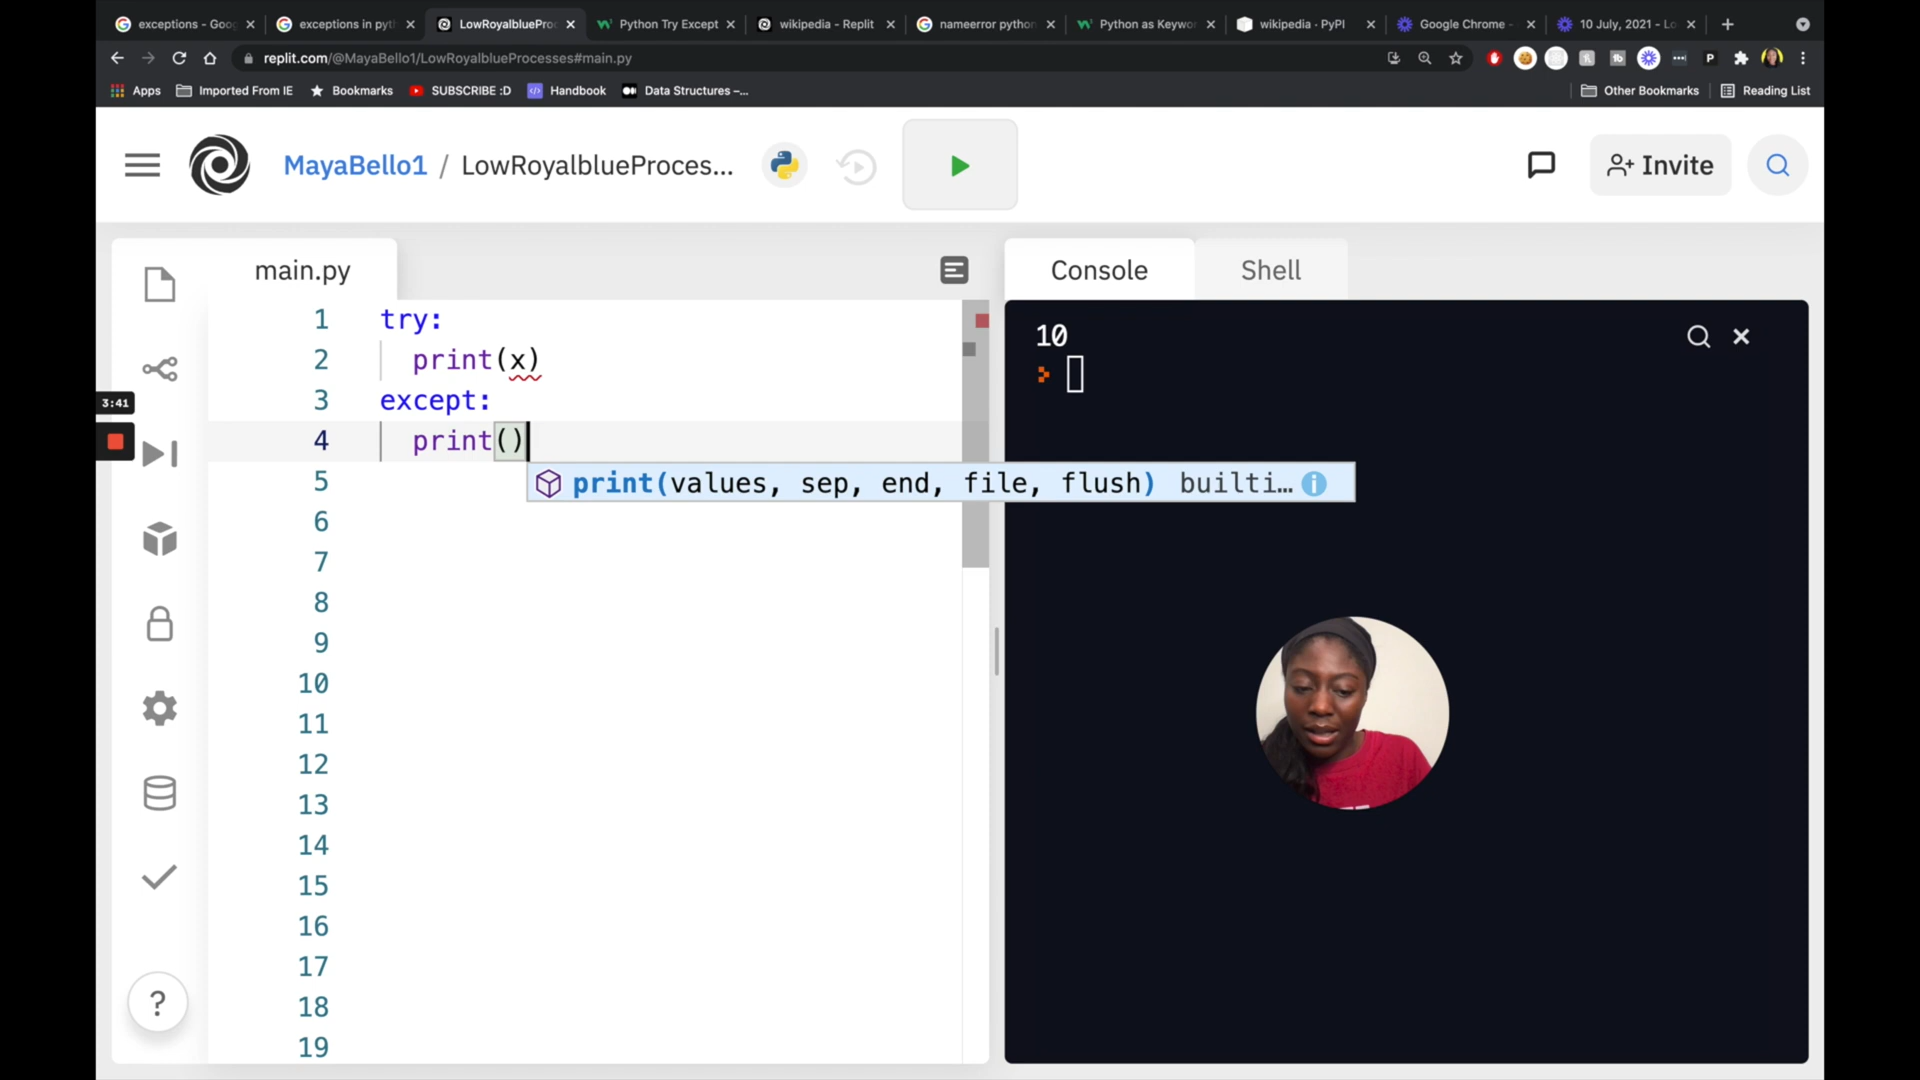 exceptions - Goo
exceptions in pyt
LowRoyalbluePro
Python Try Except
wikipedia - Replit
nameerror python
Python as Keywor
wikipedia · PyPI
Google Chrome -
10 July, 2021 - Lo
replit.com/@MayaBello1/LowRoyalblueProcesses#main.py
Apps
Imported From IE
Bookmarks
SUBSCRIBE :D
Handbook
Data Structures –...
Other Bookmarks
Reading List
MayaBello1 / LowRoyalblueProces...
Invite
main.py
Console
Shell
1 try:
2 print(x)
3 except:
4 print()
print(values, sep, end, file, flush) builti...
5
6
7
8
9
10
11
12
13
14
15
16
17
18
19
10
3:41
?